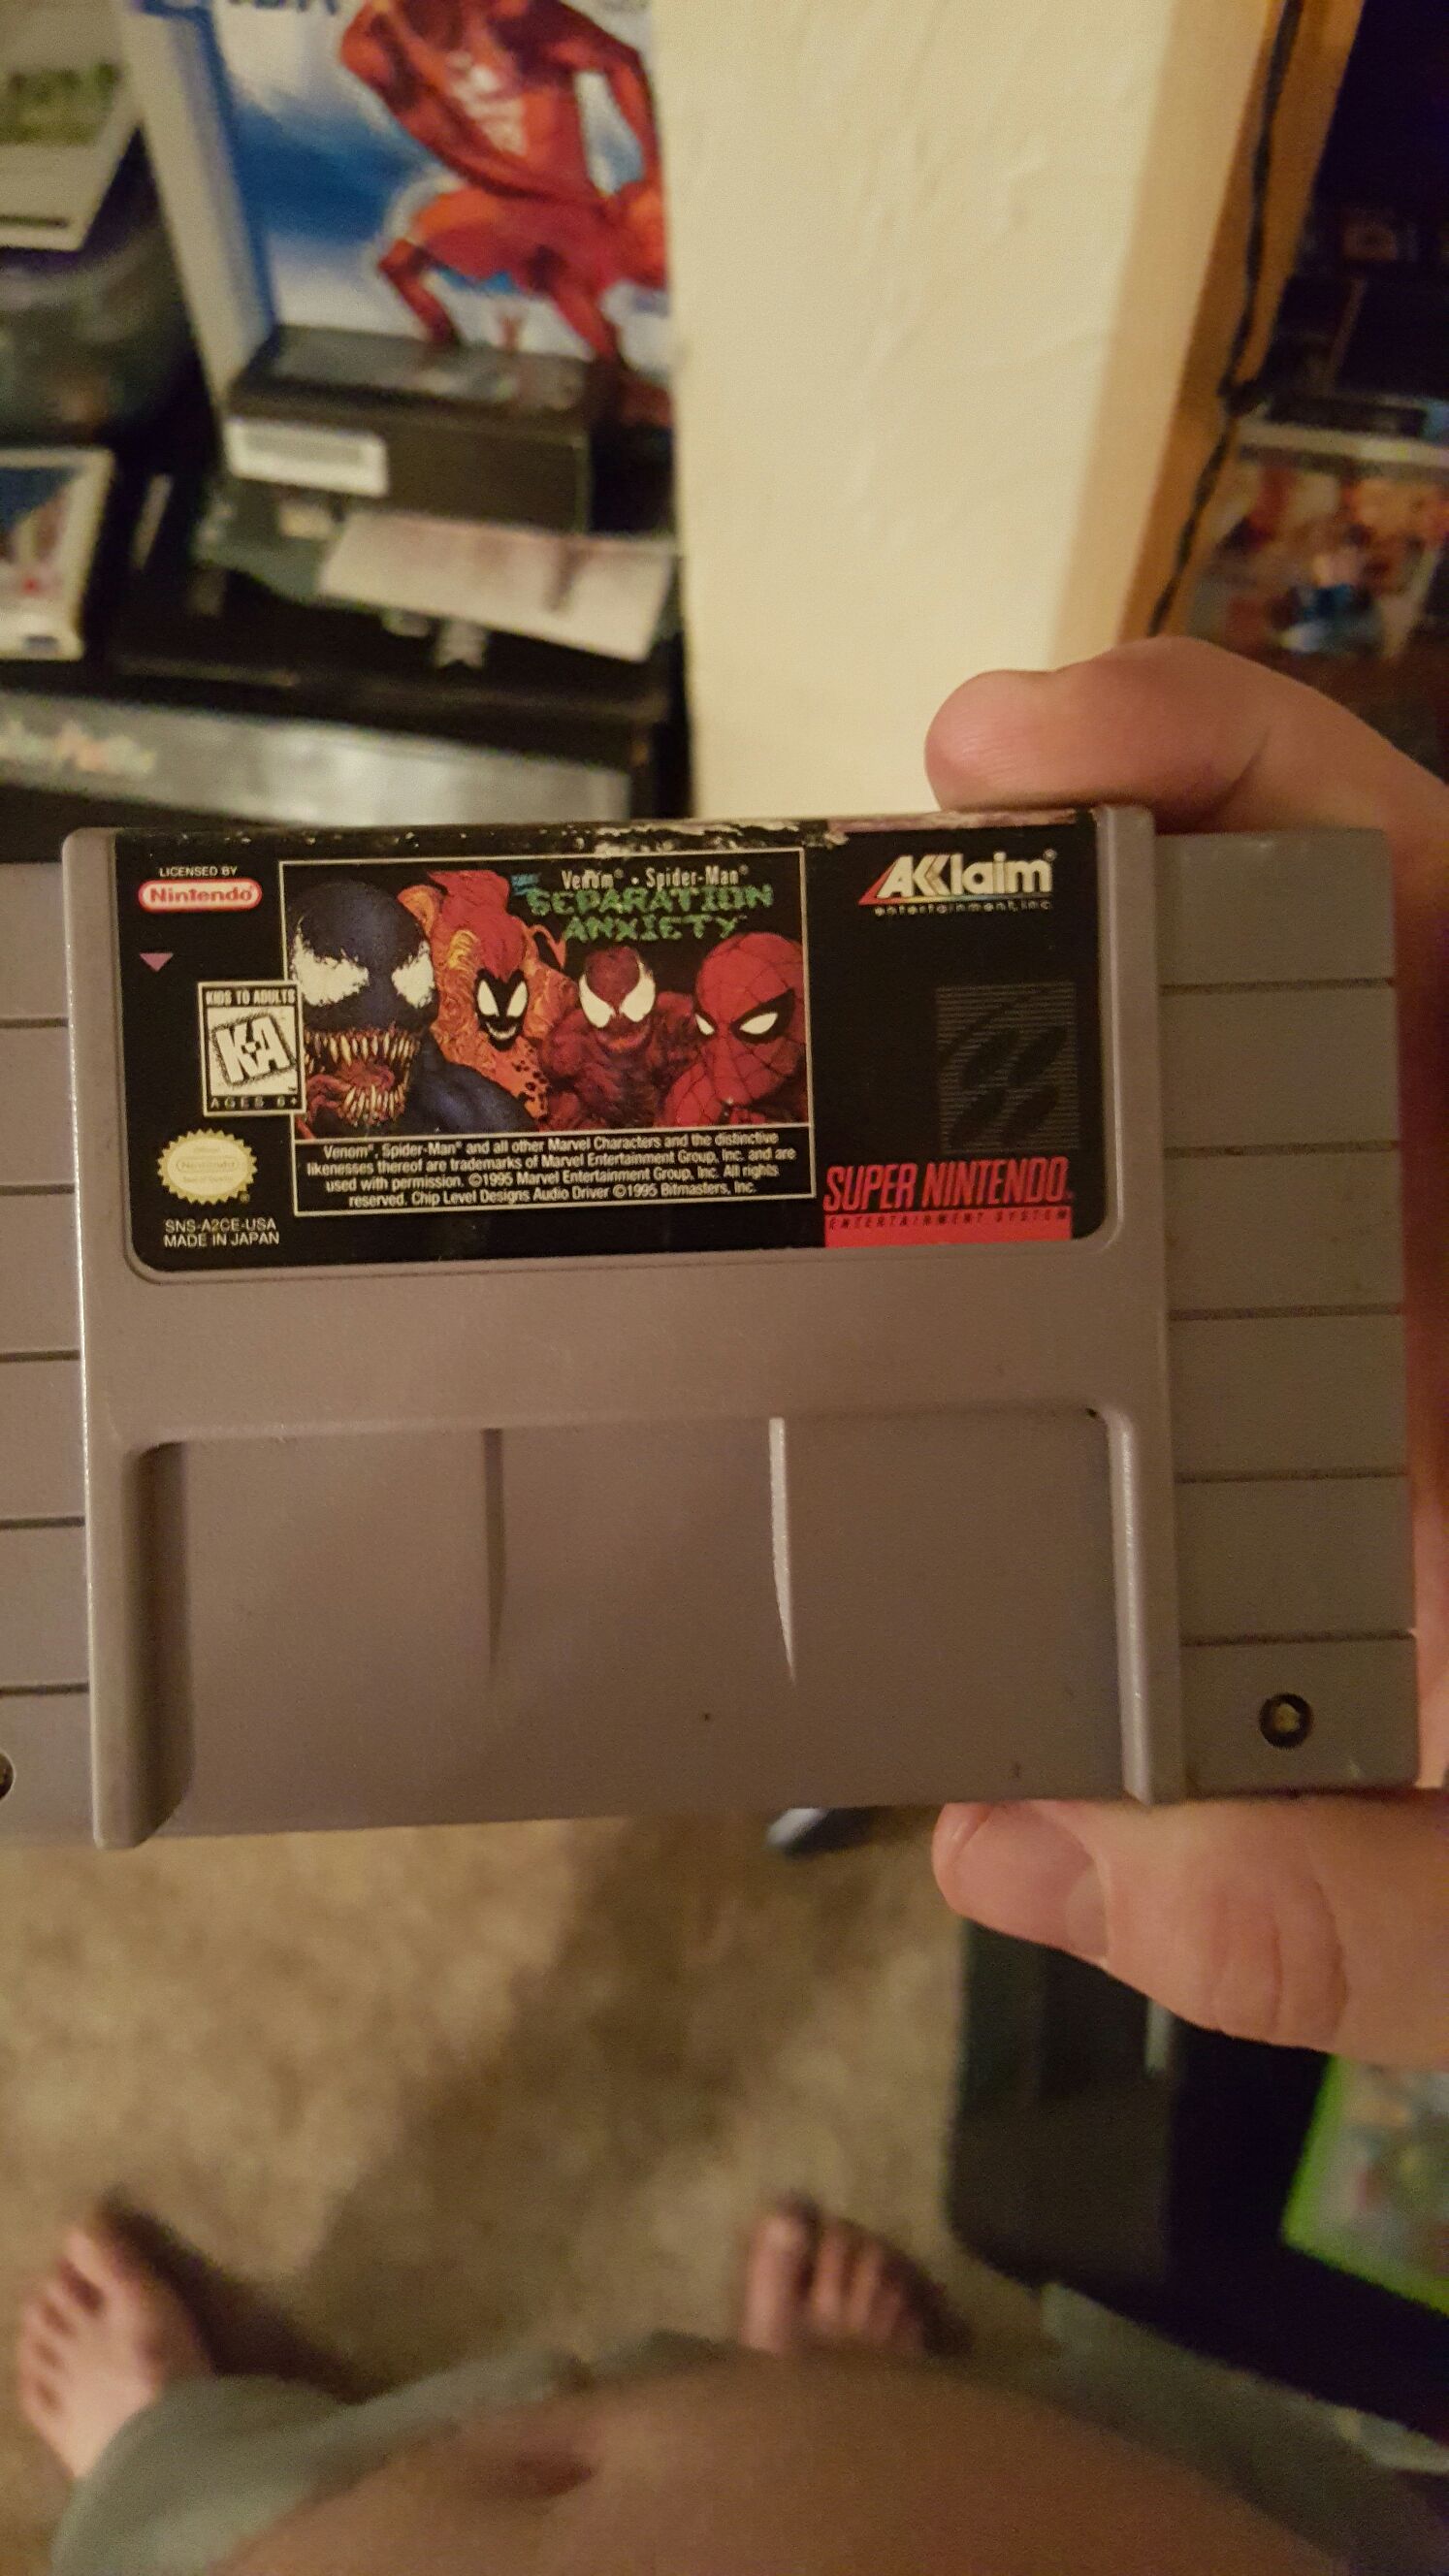 LICENSED BY
Nintendo®
Venom® • Spider-Man®
SEPARATION
ANXIETY™
AKklaim®
entertainment, inc.
KIDS TO ADULTS
K-A
AGES 6+
Nintendo
Venom®, Spider-Man® and all other Marvel Characters and the distinctive
likenesses thereof are trademarks of Marvel Entertainment Group, Inc. and are
used with permission. ©1995 Marvel Entertainment Group, Inc. All rights
reserved. Chip Level Designs Audio Driver ©1995 Bitmasters, Inc.
SUPER NINTENDO®
ENTERTAINMENT SYSTEM
SNS-A2CE-USA
MADE IN JAPAN